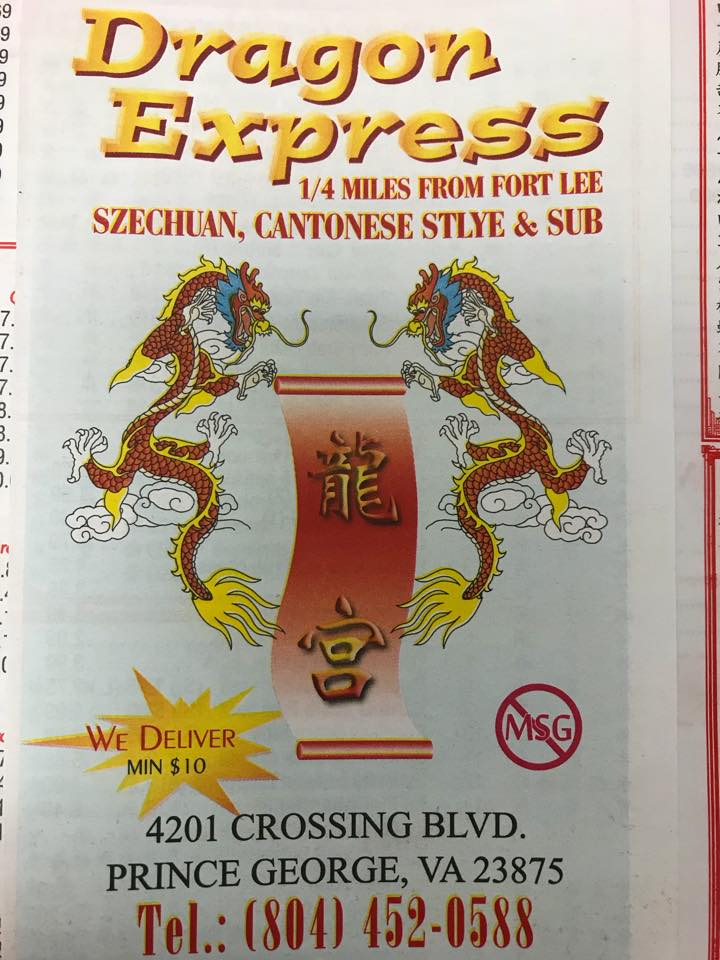 Dragon
Express
1/4 MILES FROM FORT LEE
SZECHUAN, CANTONESE STLYE & SUB
龍
宮
WE DELIVER
MIN $10
MSG
4201 CROSSING BLVD.
PRINCE GEORGE, VA 23875
Tel.: (804) 452-0588